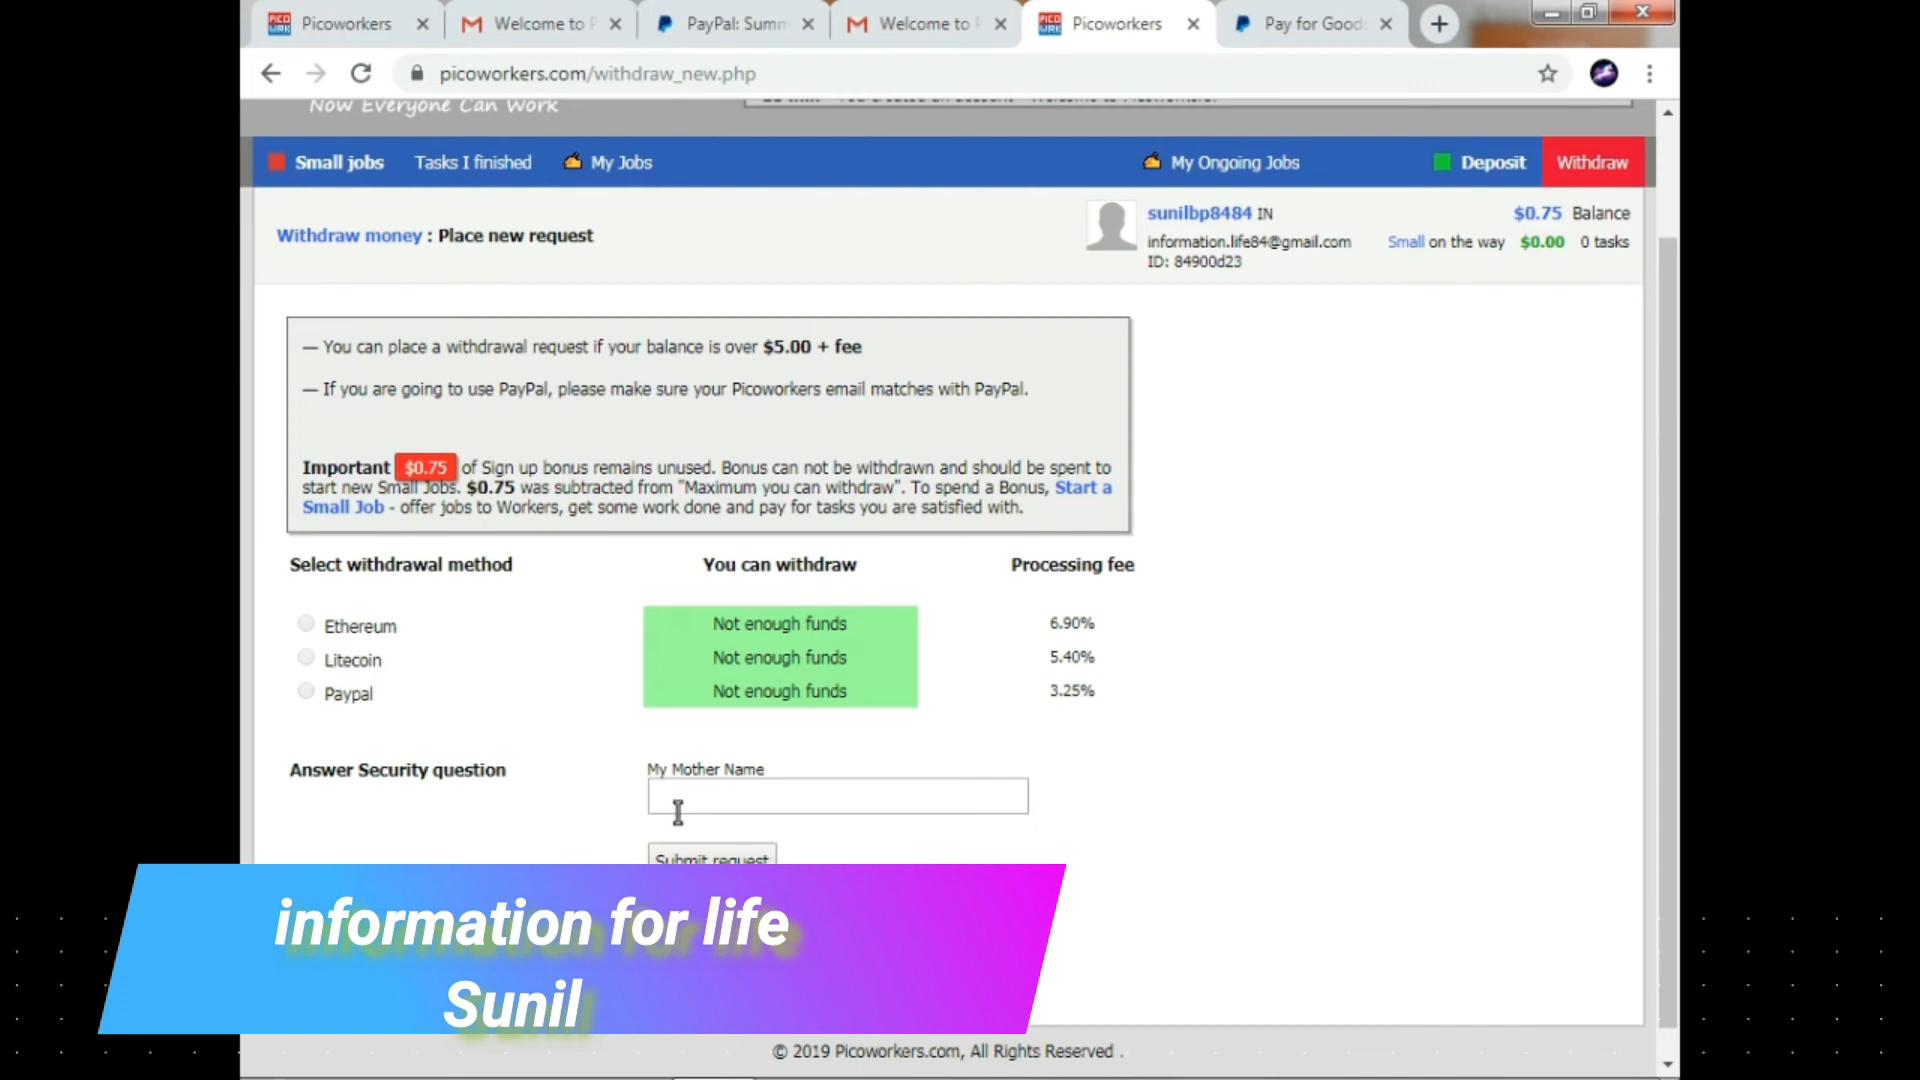 Picoworkers
Welcome to P
PayPal: Summ
Welcome to P
Picoworkers
Pay for Good
picoworkers.com/withdraw_new.php
Now Everyone Can Work
Small jobs Tasks I finished My Jobs My Ongoing Jobs Deposit Withdraw
Withdraw money : Place new request
sunilbp8484 IN
information.life84@gmail.com
ID: 84900d23
$0.75 Balance
Small on the way $0.00 0 tasks
— You can place a withdrawal request if your balance is over $5.00 + fee
— If you are going to use PayPal, please make sure your Picoworkers email matches with PayPal.
Important $0.75 of Sign up bonus remains unused. Bonus can not be withdrawn and should be spent to
start new Small Jobs. $0.75 was subtracted from "Maximum you can withdraw". To spend a Bonus, Start a
Small Job - offer jobs to Workers, get some work done and pay for tasks you are satisfied with.
Select withdrawal method You can withdraw Processing fee
Ethereum Not enough funds 6.90%
Litecoin Not enough funds 5.40%
Paypal Not enough funds 3.25%
Answer Security question My Mother Name
Submit request
information for life
Sunil
© 2019 Picoworkers.com, All Rights Reserved .